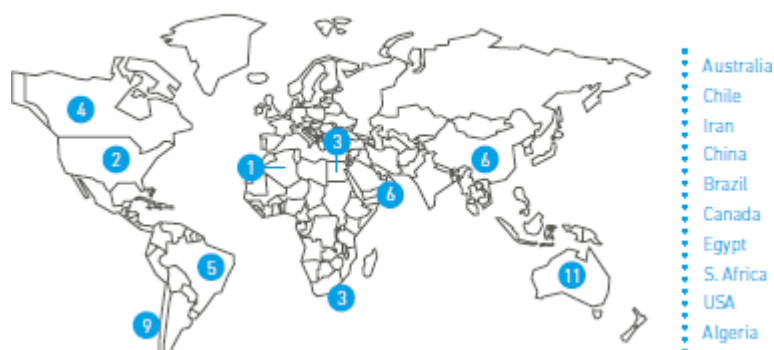 4
2
1
3
6
6
5
11
9
3
Australia
Chile
Iran
China
Brazil
Canada
Egypt
S. Africa
USA
Algeria